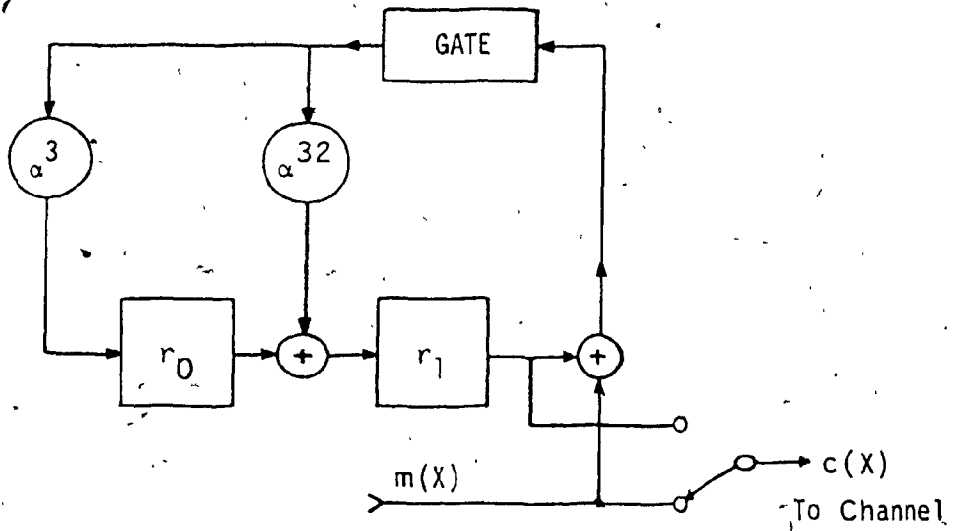 GATE
α³
α³²
+
+
r₀
r₁
m(X)
c(X)
To Channel